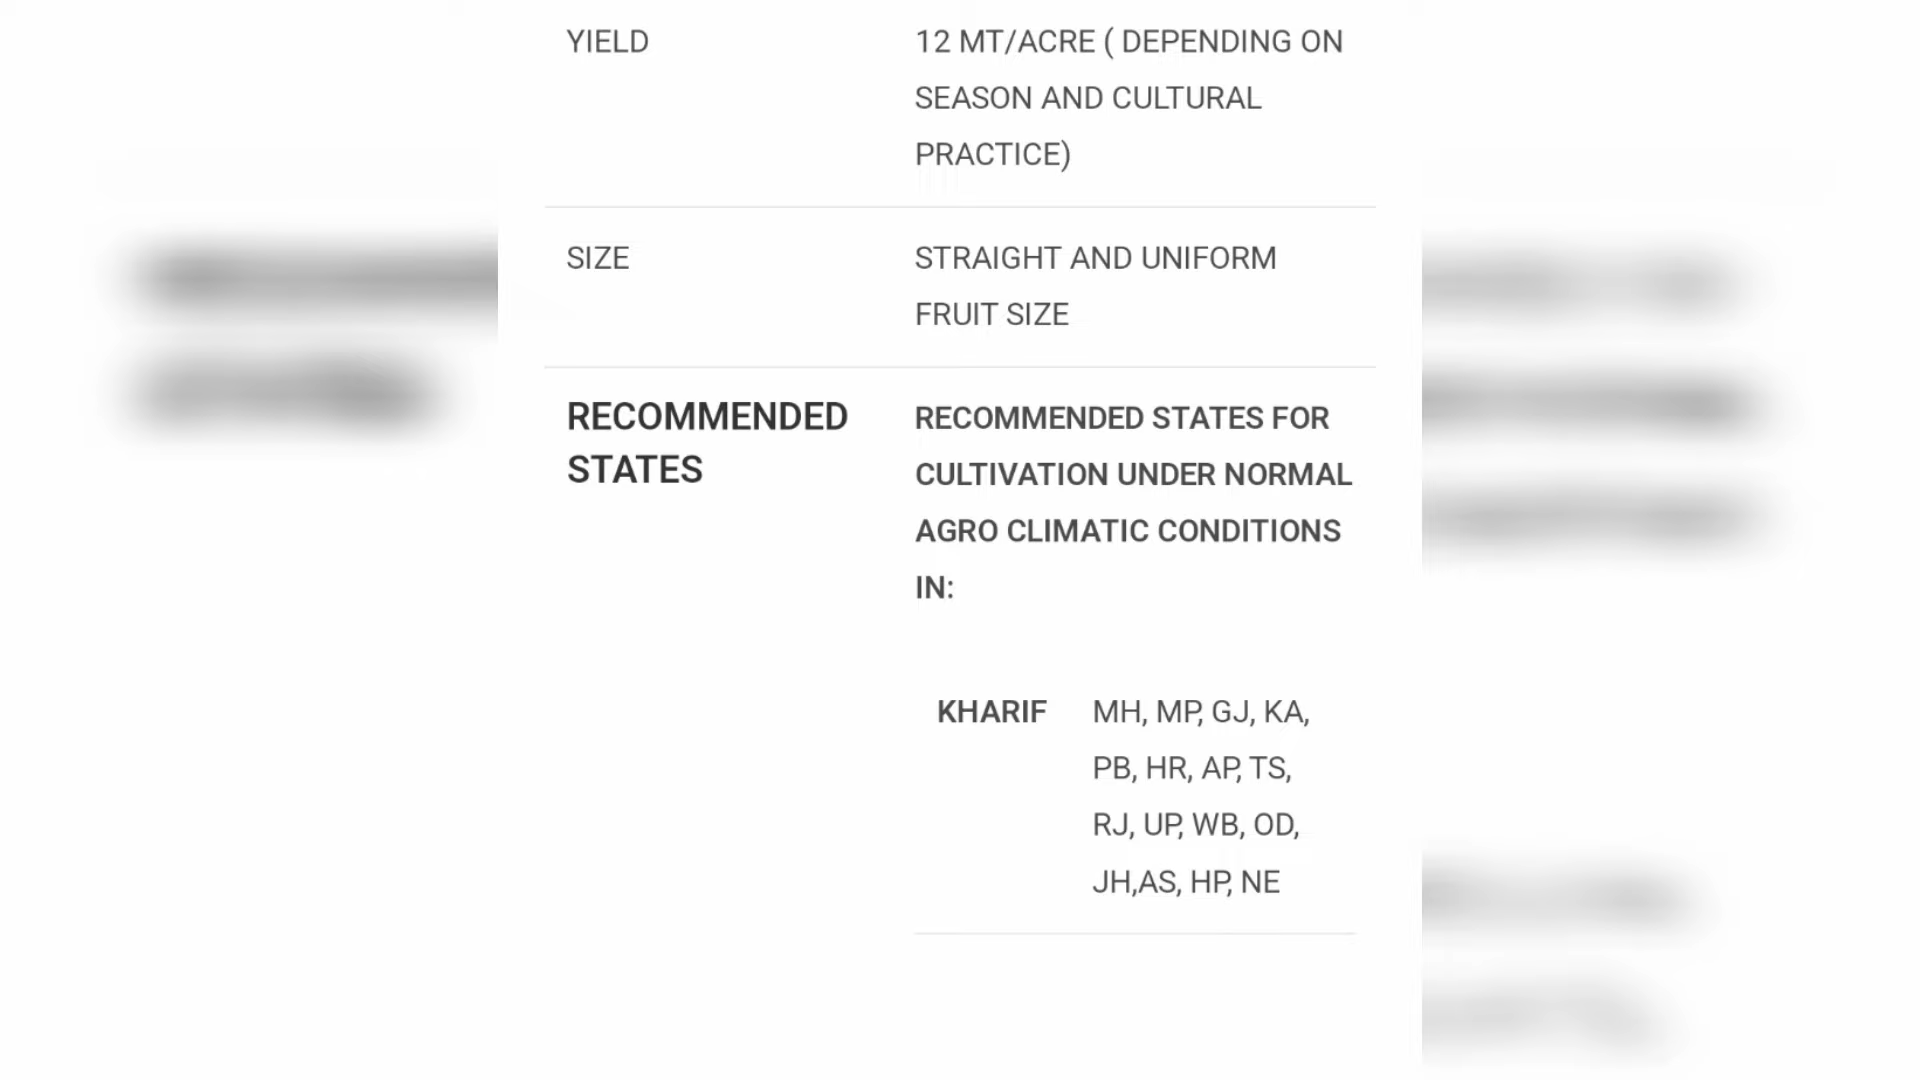 YIELD
12 MT/ACRE ( DEPENDING ON
SEASON AND CULTURAL
PRACTICE)
SIZE
STRAIGHT AND UNIFORM
FRUIT SIZE
RECOMMENDED
STATES
RECOMMENDED STATES FOR
CULTIVATION UNDER NORMAL
AGRO CLIMATIC CONDITIONS
IN:
KHARIF
MH, MP, GJ, KA,
PB, HR, AP, TS,
RJ, UP, WB, OD,
JH,AS, HP, NE